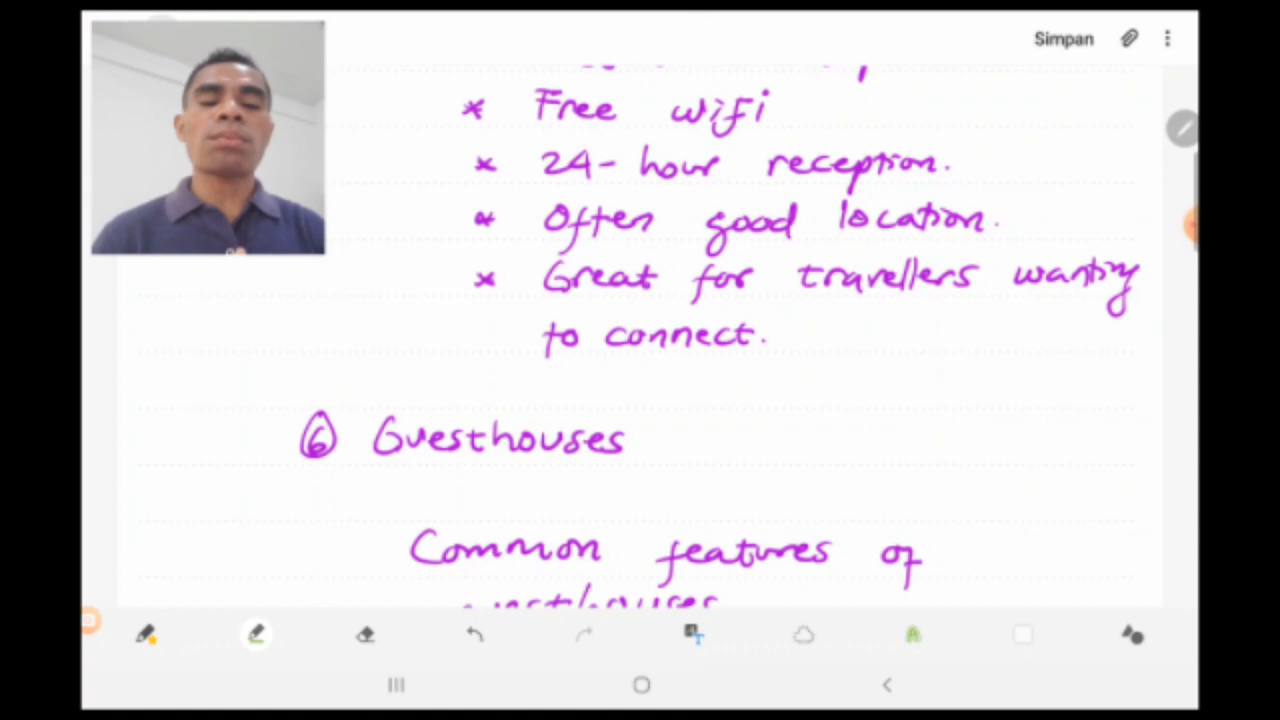 Simpan
* Free wifi
* 24-hour reception.
* Often good location.
* Great for travellers wanting
to connect.
⑥ Guesthouses
Common features of
guesthouses